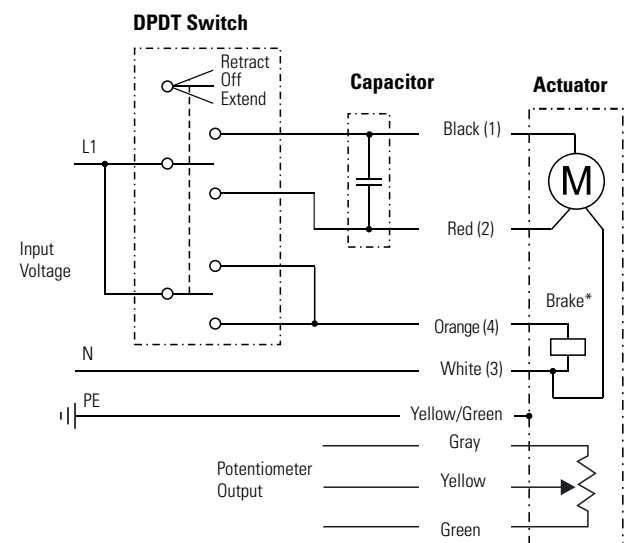 DPDT Switch
Retract
Off
Extend
Capacitor
Actuator
L1
Black (1)
M
Red (2)
Input
Voltage
Brake*
Orange (4)
N
White (3)
PE
Yellow/Green
Gray
Potentiometer
Output
Yellow
Green